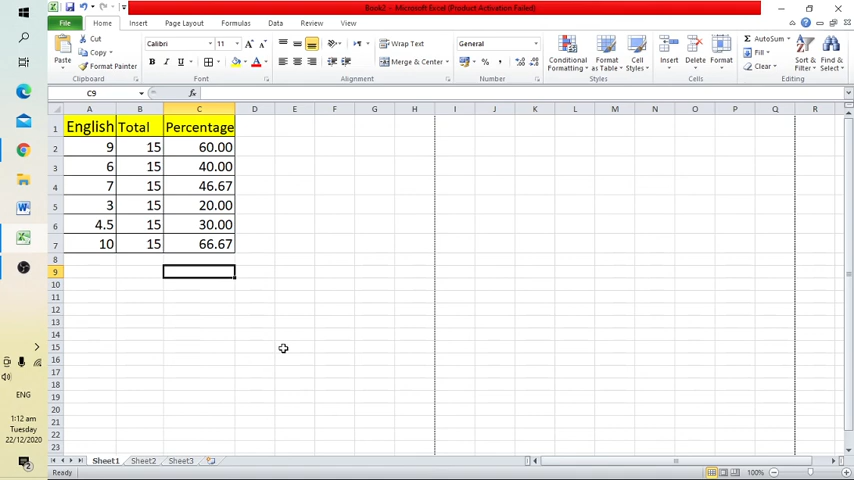 Book2 - Microsoft Excel (Product Activation Failed)
File Home Insert Page Layout Formulas Data Review View
Cut
Copy
Format Painter
Paste
Clipboard
Calibri 11
B I U
Font
Wrap Text
Merge & Center
Alignment
General
Number
Conditional Formatting
Format as Table
Cell Styles
Styles
Insert Delete Format
Cells
AutoSum
Fill
Clear
Sort & Filter
Find & Select
Editing
C9 fx
A B C D E F G H I J K L M N O P Q R
1 English Total Percentage
2 9 15 60.00
3 6 15 40.00
4 7 15 46.67
5 3 15 20.00
6 4.5 15 30.00
7 10 15 66.67
8
9
10
11
12
13
14
15
16
17
18
19
20
21
22
23
ENG
1:12 am
Tuesday
22/12/2020
2
Sheet1 Sheet2 Sheet3
Ready
100%